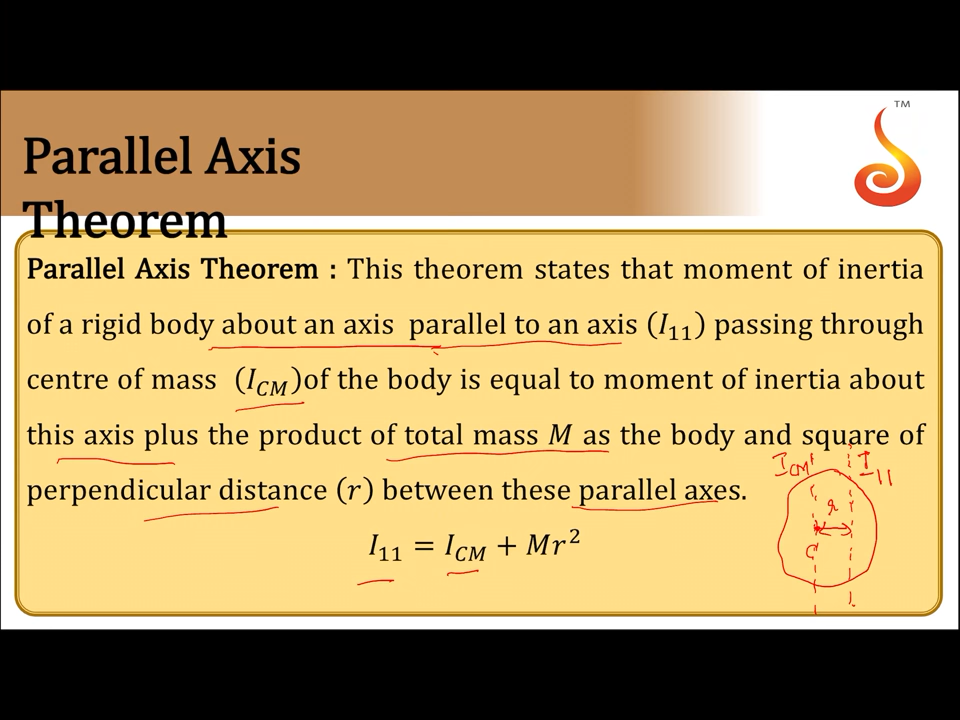 TM
Parallel Axis
Theorem
Parallel Axis Theorem : This theorem states that moment of inertia
of a rigid body about an axis parallel to an axis (I₁₁) passing through
centre of mass (I_CM) of the body is equal to moment of inertia about
this axis plus the product of total mass M as the body and square of
perpendicular distance (r) between these parallel axes.
I₁₁ = I_CM + Mr²
I_CM I₁₁
r
C